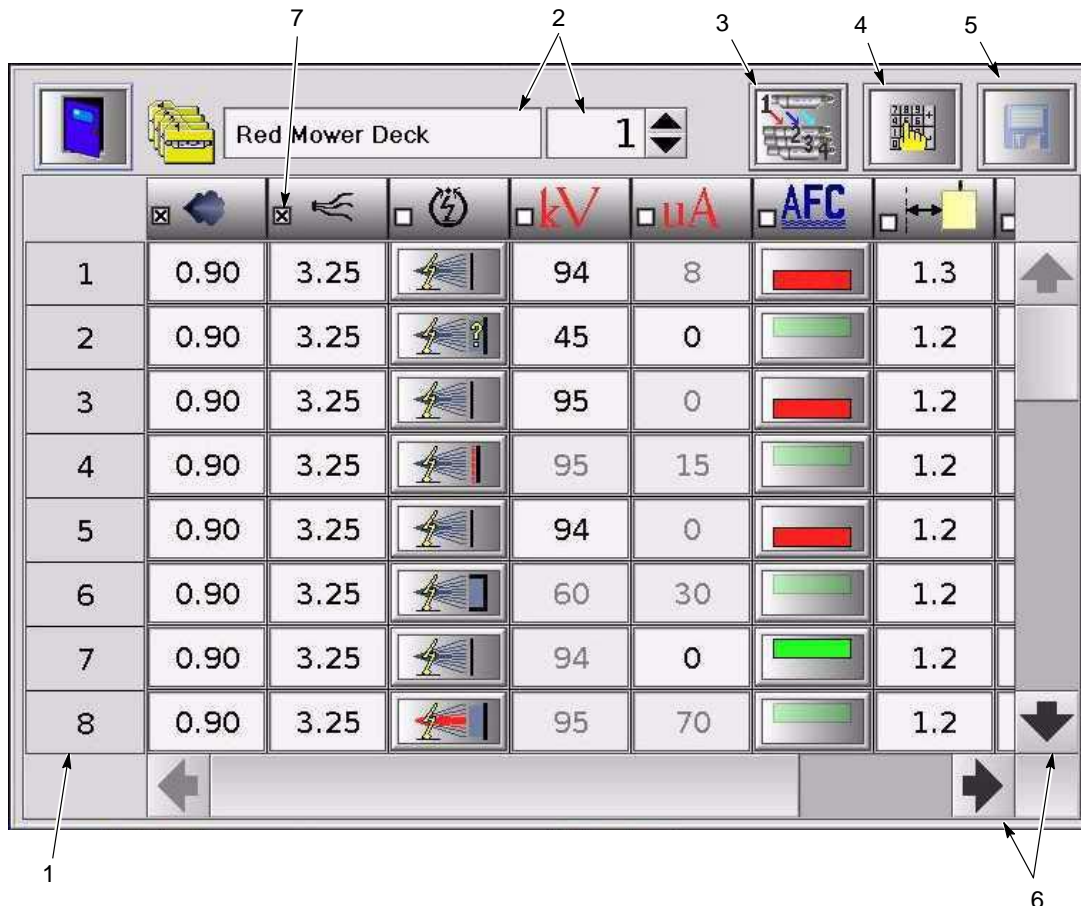 7 2 3 4 5
Red Mower Deck 1
kV uA AFC
1 0.90 3.25 94 8 1.3
2 0.90 3.25 ? 45 0 1.2
3 0.90 3.25 95 0 1.2
4 0.90 3.25 95 15 1.2
5 0.90 3.25 94 0 1.2
6 0.90 3.25 60 30 1.2
7 0.90 3.25 94 0 1.2
8 0.90 3.25 95 70 1.2
1 6